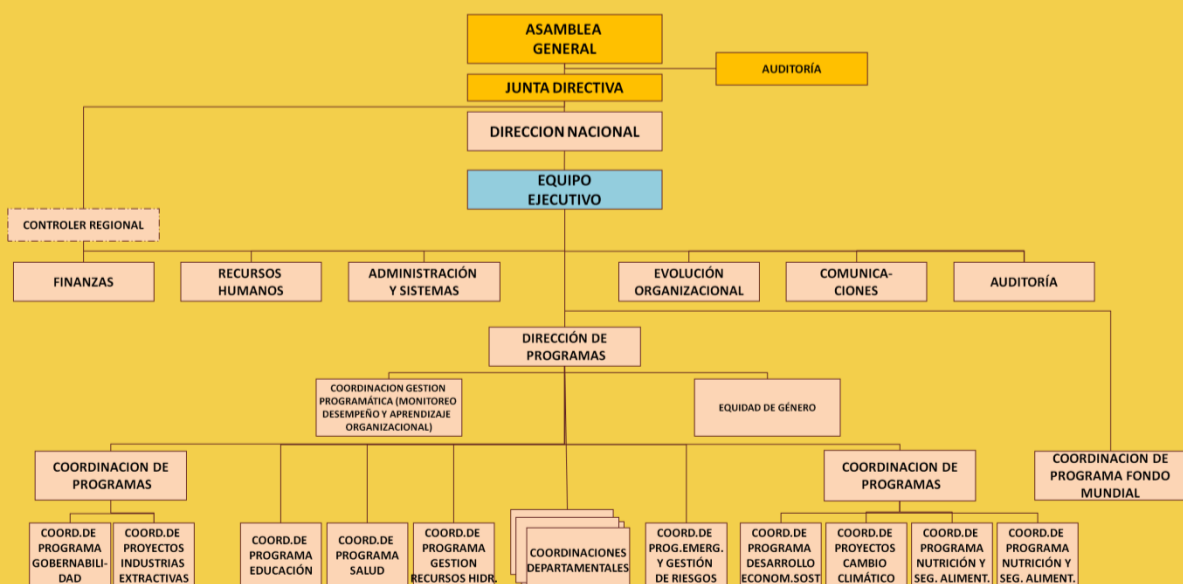 ASAMBLEA
GENERAL
AUDITORÍA
JUNTA DIRECTIVA
DIRECCION NACIONAL
EQUIPO
EJECUTIVO
CONTROLER REGIONAL
FINANZAS
RECURSOS
HUMANOS
ADMINISTRACIÓN
Y SISTEMAS
EVOLUCIÓN
ORGANIZACIONAL
COMUNICA-
CIONES
AUDITORÍA
DIRECCIÓN DE
PROGRAMAS
COORDINACION GESTION
PROGRAMÁTICA (MONITOREO
DESEMPEÑO Y APRENDIZAJE
ORGANIZACIONAL)
EQUIDAD DE GÉNERO
COORDINACION DE
PROGRAMAS
COORDINACION DE
PROGRAMAS
COORDINACION DE
PROGRAMA FONDO
MUNDIAL
COORD.DE
PROGRAMA
GOBERNABILI-
DAD
COORD.DE
PROYECTOS
INDUSTRIAS
EXTRACTIVAS
COORD.DE
PROGRAMA
EDUCACIÓN
COORD.DE
PROGRAMA
SALUD
COORD.DE
PROGRAMA
GESTION
RECURSOS HIDR.
COORDINACIONES
DEPARTAMENTALES
COORD.DE
PROG.EMERG.
Y GESTIÓN
DE RIESGOS
COORD.DE
PROGRAMA
DESARROLLO
ECONOM.SOST.
COORD.DE
PROYECTOS
CAMBIO
CLIMÁTICO
COORD.DE
PROGRAMA
NUTRICIÓN Y
SEG. ALIMENT.
COORD.DE
PROGRAMA
NUTRICIÓN Y
SEG. ALIMENT.